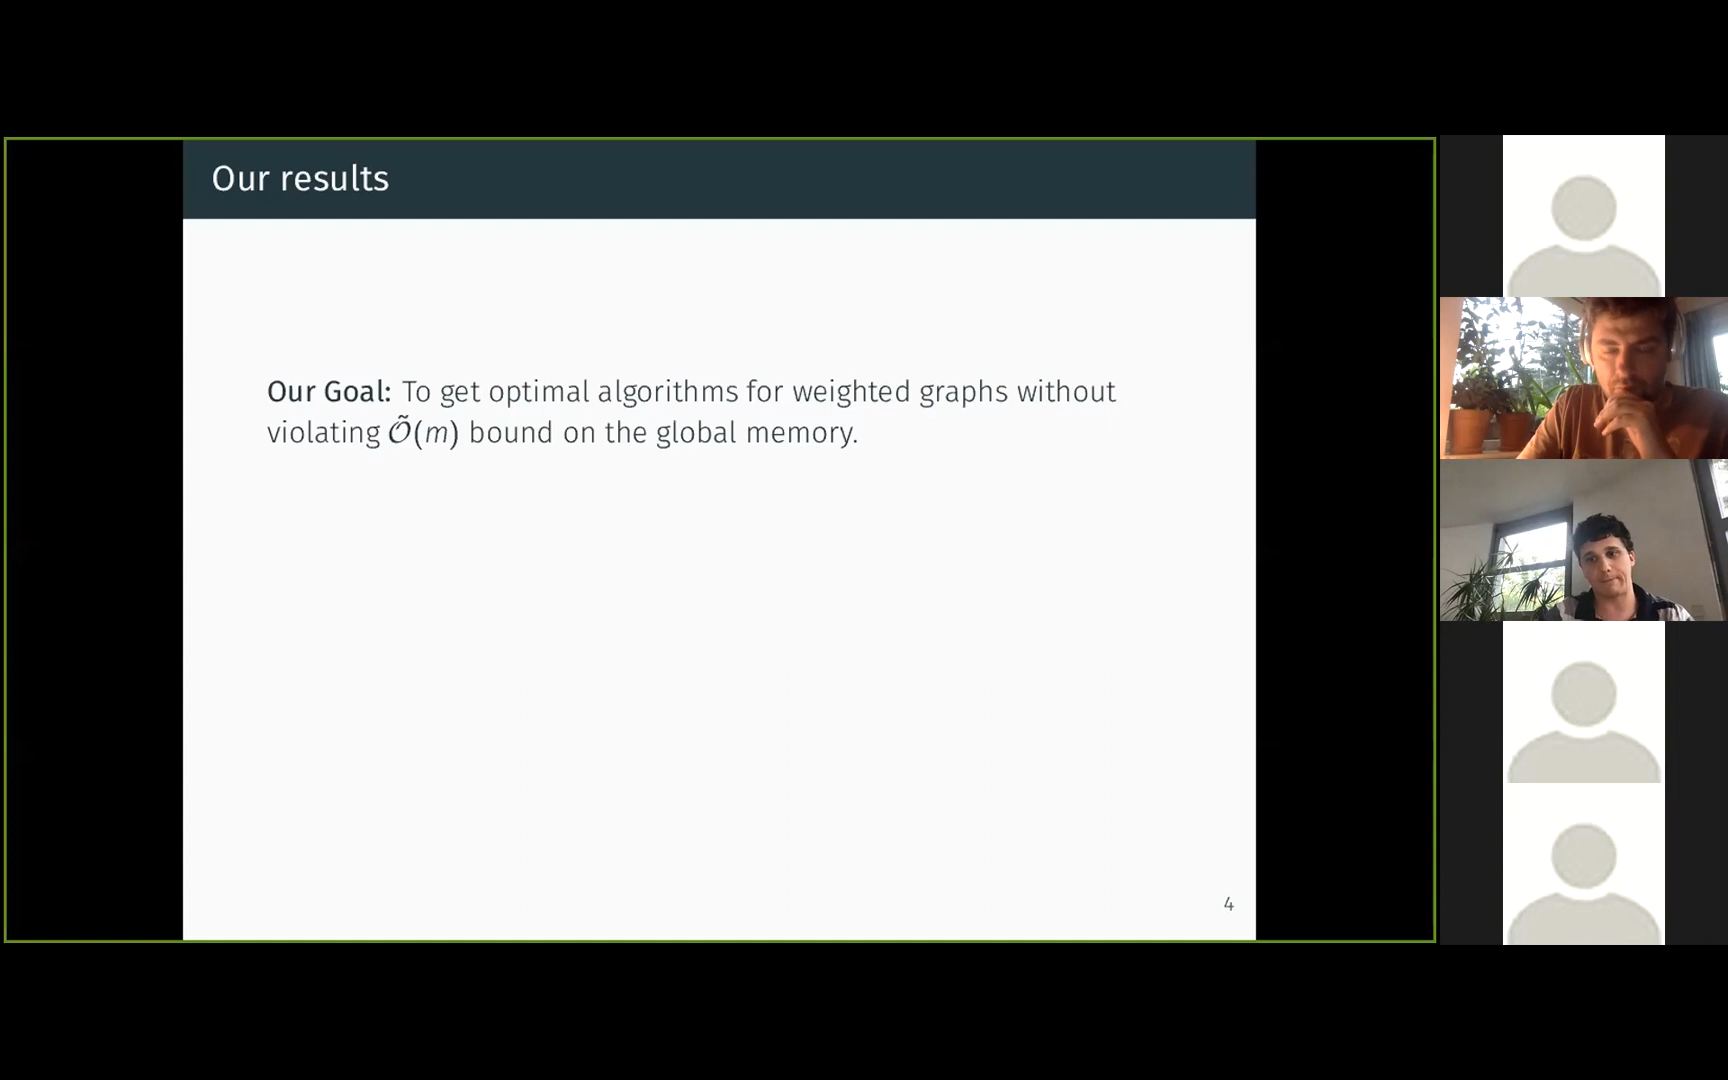 Our results
Our Goal: To get optimal algorithms for weighted graphs without
violating Õ(m) bound on the global memory.
4